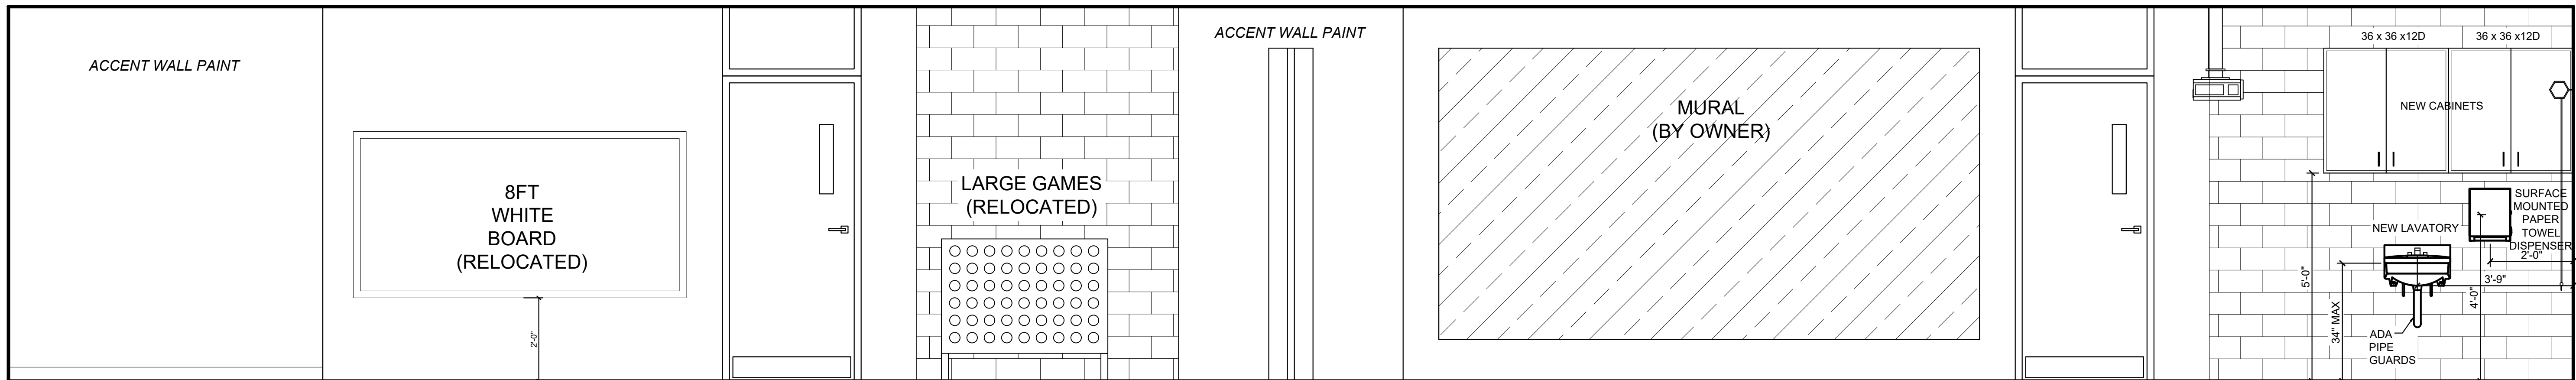 ACCENT WALL PAINT
8FT
WHITE
BOARD
(RELOCATED)
2'-0"
LARGE GAMES
(RELOCATED)
ACCENT WALL PAINT
MURAL
(BY OWNER)
36 x 36 x12D
36 x 36 x12D
NEW CABINETS
SURFACE
MOUNTED
PAPER
TOWEL
DISPENSER
NEW LAVATORY
2'-0"
3'-9"
5'-0"
4'-0"
34" MAX
ADA
PIPE
GUARDS